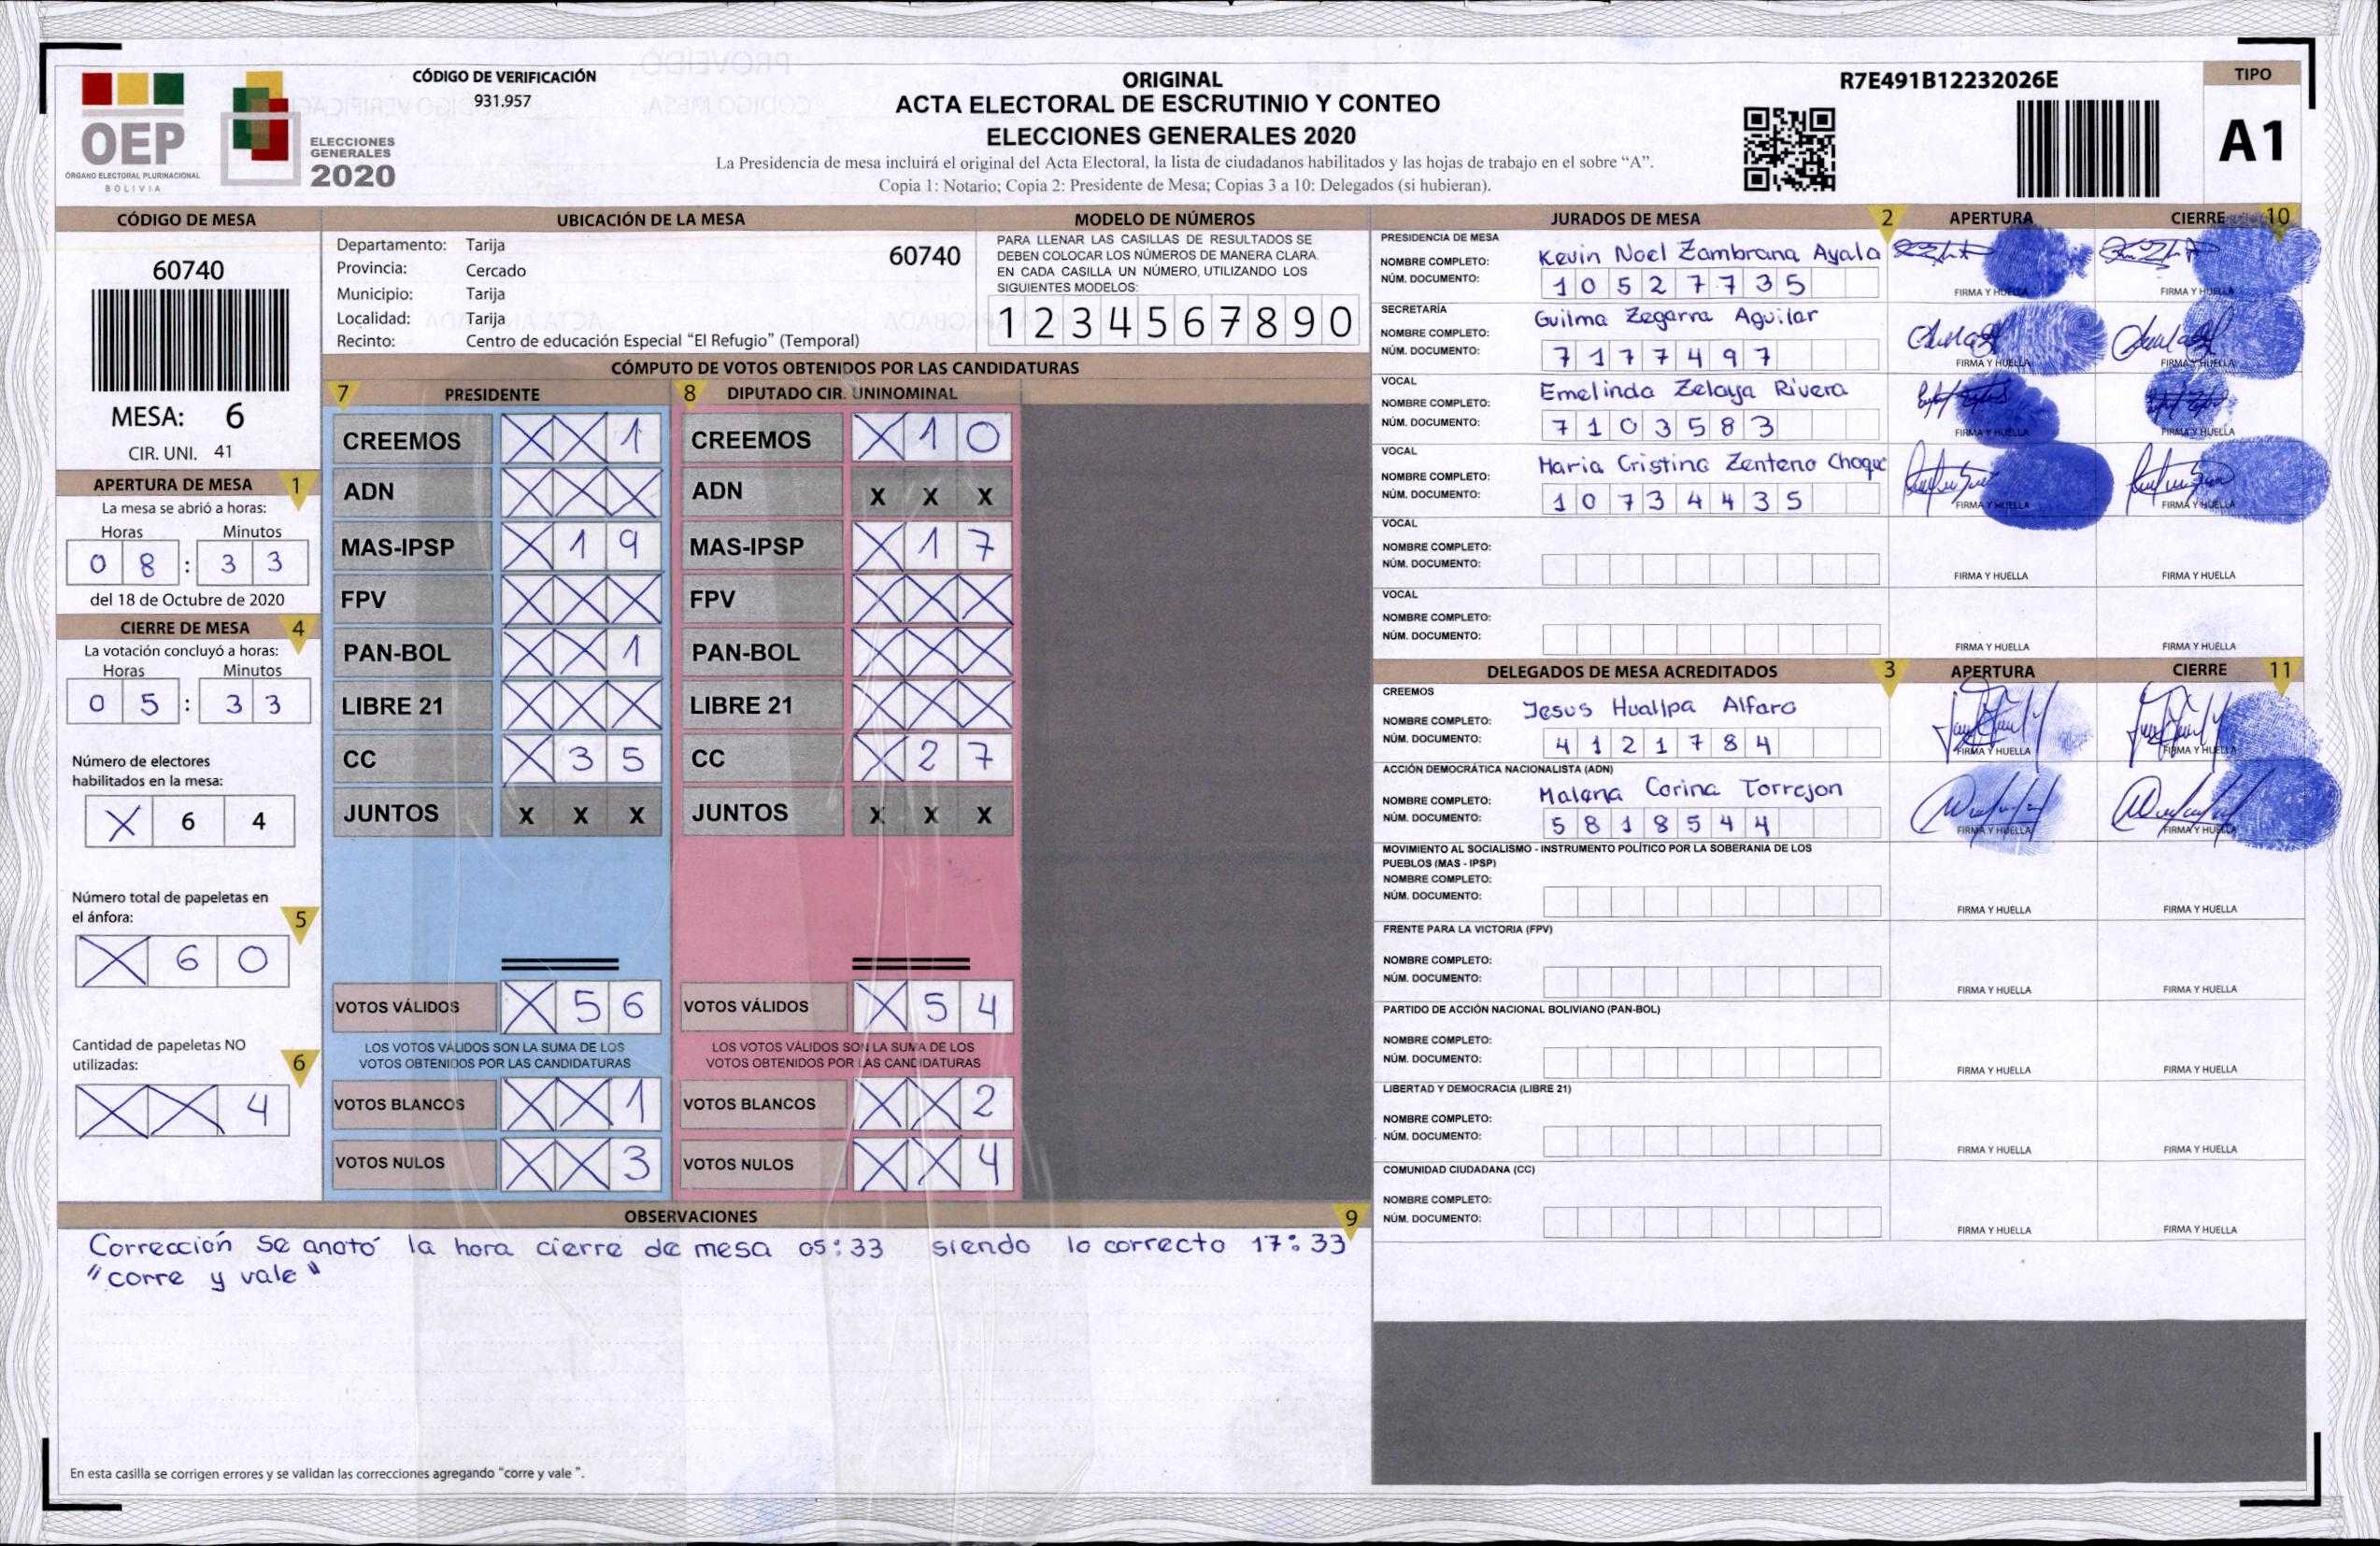 OEP
ÓRGANO ELECTORAL PLURINACIONAL
BOLIVIA
ELECCIONES
GENERALES
2020
CÓDIGO DE VERIFICACIÓN
931.957
ORIGINAL
ACTA ELECTORAL DE ESCRUTINIO Y CONTEO
ELECCIONES GENERALES 2020
La Presidencia de mesa incluirá el original del Acta Electoral, la lista de ciudadanos habilitados y las hojas de trabajo en el sobre “A”.
Copia 1: Notario; Copia 2: Presidente de Mesa; Copias 3 a 10: Delegados (si hubieran).
R7E491B12232026E
TIPO
A1
CÓDIGO DE MESA
60740
MESA: 6
CIR. UNI. 41
APERTURA DE MESA 1
La mesa se abrió a horas:
Horas Minutos
0 8 : 3 3
del 18 de Octubre de 2020
CIERRE DE MESA 4
La votación concluyó a horas:
Horas Minutos
0 5 : 3 3
Número de electores
habilitados en la mesa:
X 6 4
Número total de papeletas en
el ánfora: 5
X 6 0
Cantidad de papeletas NO
utilizadas: 6
X X 4
UBICACIÓN DE LA MESA
Departamento: Tarija 60740
Provincia: Cercado
Municipio: Tarija
Localidad: Tarija
Recinto: Centro de educación Especial “El Refugio” (Temporal)
MODELO DE NÚMEROS
PARA LLENAR LAS CASILLAS DE RESULTADOS SE
DEBEN COLOCAR LOS NÚMEROS DE MANERA CLARA.
EN CADA CASILLA UN NÚMERO, UTILIZANDO LOS
SIGUIENTES MODELOS:
1 2 3 4 5 6 7 8 9 0
CÓMPUTO DE VOTOS OBTENIDOS POR LAS CANDIDATURAS
7 PRESIDENTE
CREEMOS X X 1
ADN X X X
MAS-IPSP X 1 9
FPV X X X
PAN-BOL X X 1
LIBRE 21 X X X
CC X 3 5
JUNTOS X X X
VOTOS VÁLIDOS X 5 6
LOS VOTOS VÁLIDOS SON LA SUMA DE LOS
VOTOS OBTENIDOS POR LAS CANDIDATURAS
VOTOS BLANCOS X X 1
VOTOS NULOS X X 3
8 DIPUTADO CIR. UNINOMINAL
CREEMOS X 1 0
ADN X X X
MAS-IPSP X 1 7
FPV X X X
PAN-BOL X X X
LIBRE 21 X X X
CC X 2 7
JUNTOS X X X
VOTOS VÁLIDOS X 5 4
LOS VOTOS VÁLIDOS SON LA SUMA DE LOS
VOTOS OBTENIDOS POR LAS CANDIDATURAS
VOTOS BLANCOS X X 2
VOTOS NULOS X X 4
OBSERVACIONES 9
Corrección Se anotó la hora cierre de mesa 05:33 siendo lo correcto 17:33
"corre y vale"
En esta casilla se corrigen errores y se validan las correcciones agregando “corre y vale”.
JURADOS DE MESA 2 APERTURA CIERRE 10
PRESIDENCIA DE MESA
NOMBRE COMPLETO: Kevin Noel Zambrana Ayala
NÚM. DOCUMENTO: 1 0 5 2 7 7 3 5
FIRMA Y HUELLA FIRMA Y HUELLA
SECRETARÍA
NOMBRE COMPLETO: Guilma Zegarra Aguilar
NÚM. DOCUMENTO: 7 1 7 7 4 9 7
FIRMA Y HUELLA FIRMA Y HUELLA
VOCAL
NOMBRE COMPLETO: Emelinda Zelaya Rivera
NÚM. DOCUMENTO: 7 1 0 3 5 8 3
FIRMA Y HUELLA FIRMA Y HUELLA
VOCAL
NOMBRE COMPLETO: Maria Cristina Zenteno Choque
NÚM. DOCUMENTO: 1 0 7 3 4 4 3 5
FIRMA Y HUELLA FIRMA Y HUELLA
VOCAL
NOMBRE COMPLETO:
NÚM. DOCUMENTO:
FIRMA Y HUELLA FIRMA Y HUELLA
VOCAL
NOMBRE COMPLETO:
NÚM. DOCUMENTO:
FIRMA Y HUELLA FIRMA Y HUELLA
DELEGADOS DE MESA ACREDITADOS 3 APERTURA CIERRE 11
CREEMOS
NOMBRE COMPLETO: Jesus Huallpa Alfaro
NÚM. DOCUMENTO: 4 1 2 1 7 8 4
FIRMA Y HUELLA FIRMA Y HUELLA
ACCIÓN DEMOCRÁTICA NACIONALISTA (ADN)
NOMBRE COMPLETO: Malena Corina Torrejon
NÚM. DOCUMENTO: 5 8 1 8 5 4 4
FIRMA Y HUELLA FIRMA Y HUELLA
MOVIMIENTO AL SOCIALISMO - INSTRUMENTO POLÍTICO POR LA SOBERANIA DE LOS
PUEBLOS (MAS - IPSP)
NOMBRE COMPLETO:
NÚM. DOCUMENTO:
FIRMA Y HUELLA FIRMA Y HUELLA
FRENTE PARA LA VICTORIA (FPV)
NOMBRE COMPLETO:
NÚM. DOCUMENTO:
FIRMA Y HUELLA FIRMA Y HUELLA
PARTIDO DE ACCIÓN NACIONAL BOLIVIANO (PAN-BOL)
NOMBRE COMPLETO:
NÚM. DOCUMENTO:
FIRMA Y HUELLA FIRMA Y HUELLA
LIBERTAD Y DEMOCRACIA (LIBRE 21)
NOMBRE COMPLETO:
NÚM. DOCUMENTO:
FIRMA Y HUELLA FIRMA Y HUELLA
COMUNIDAD CIUDADANA (CC)
NOMBRE COMPLETO:
NÚM. DOCUMENTO:
FIRMA Y HUELLA FIRMA Y HUELLA